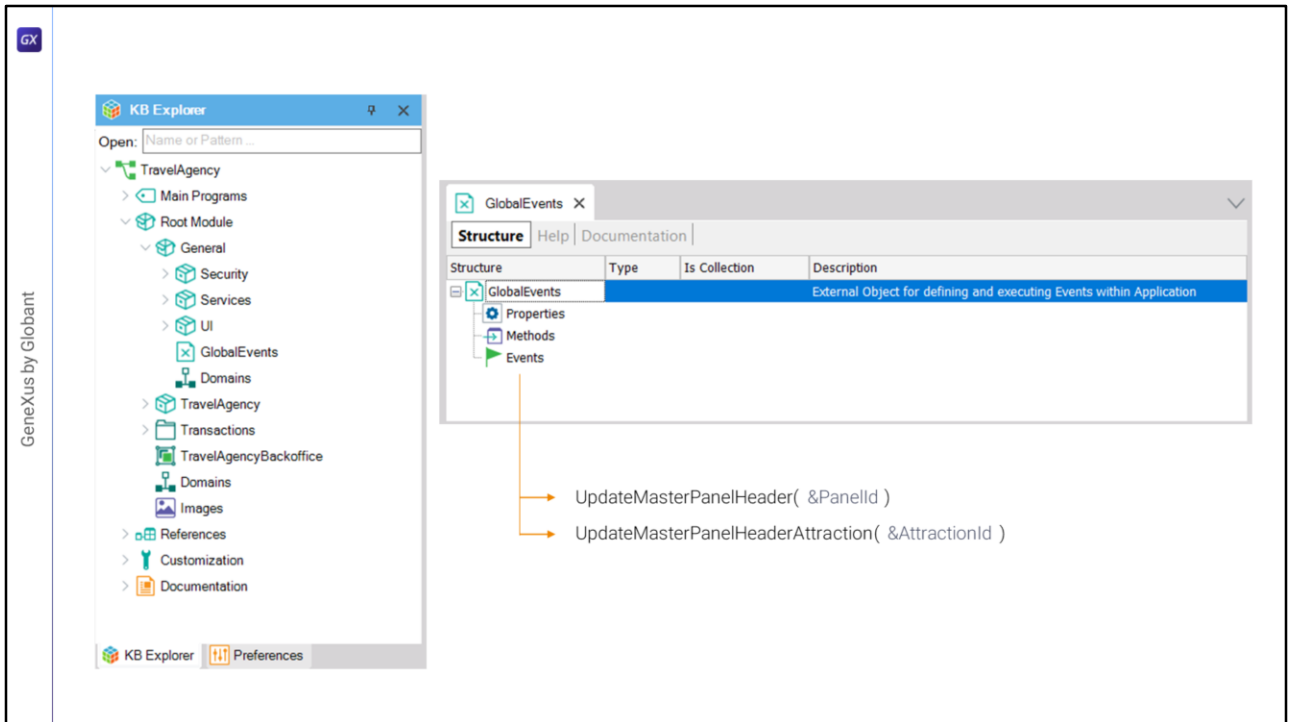 GX
GeneXus by Globant
KB Explorer
Open: Name or Pattern ...
TravelAgency
Main Programs
Root Module
General
Security
Services
UI
GlobalEvents
Domains
TravelAgency
Transactions
TravelAgencyBackoffice
Domains
Images
References
Customization
Documentation
KB Explorer Preferences
GlobalEvents
Structure Help Documentation
Structure Type Is Collection Description
GlobalEvents External Object for defining and executing Events within Application
Properties
Methods
Events
UpdateMasterPanelHeader( &PanelId )
UpdateMasterPanelHeaderAttraction( &AttractionId )